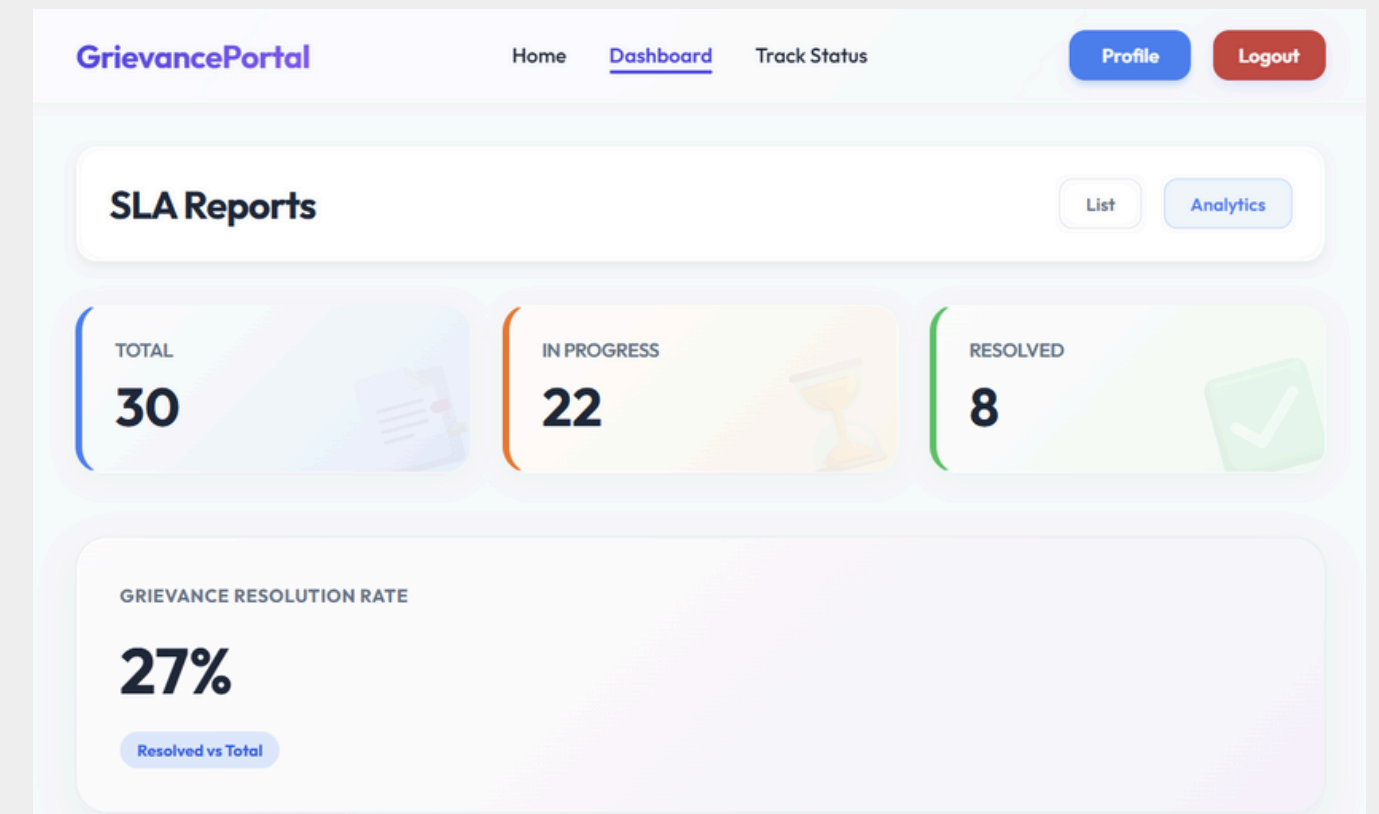 GrievancePortal
Home
Dashboard
Track Status
Profile
Logout
SLA Reports
List
Analytics
TOTAL
30
IN PROGRESS
22
RESOLVED
8
GRIEVANCE RESOLUTION RATE
27%
Resolved vs Total